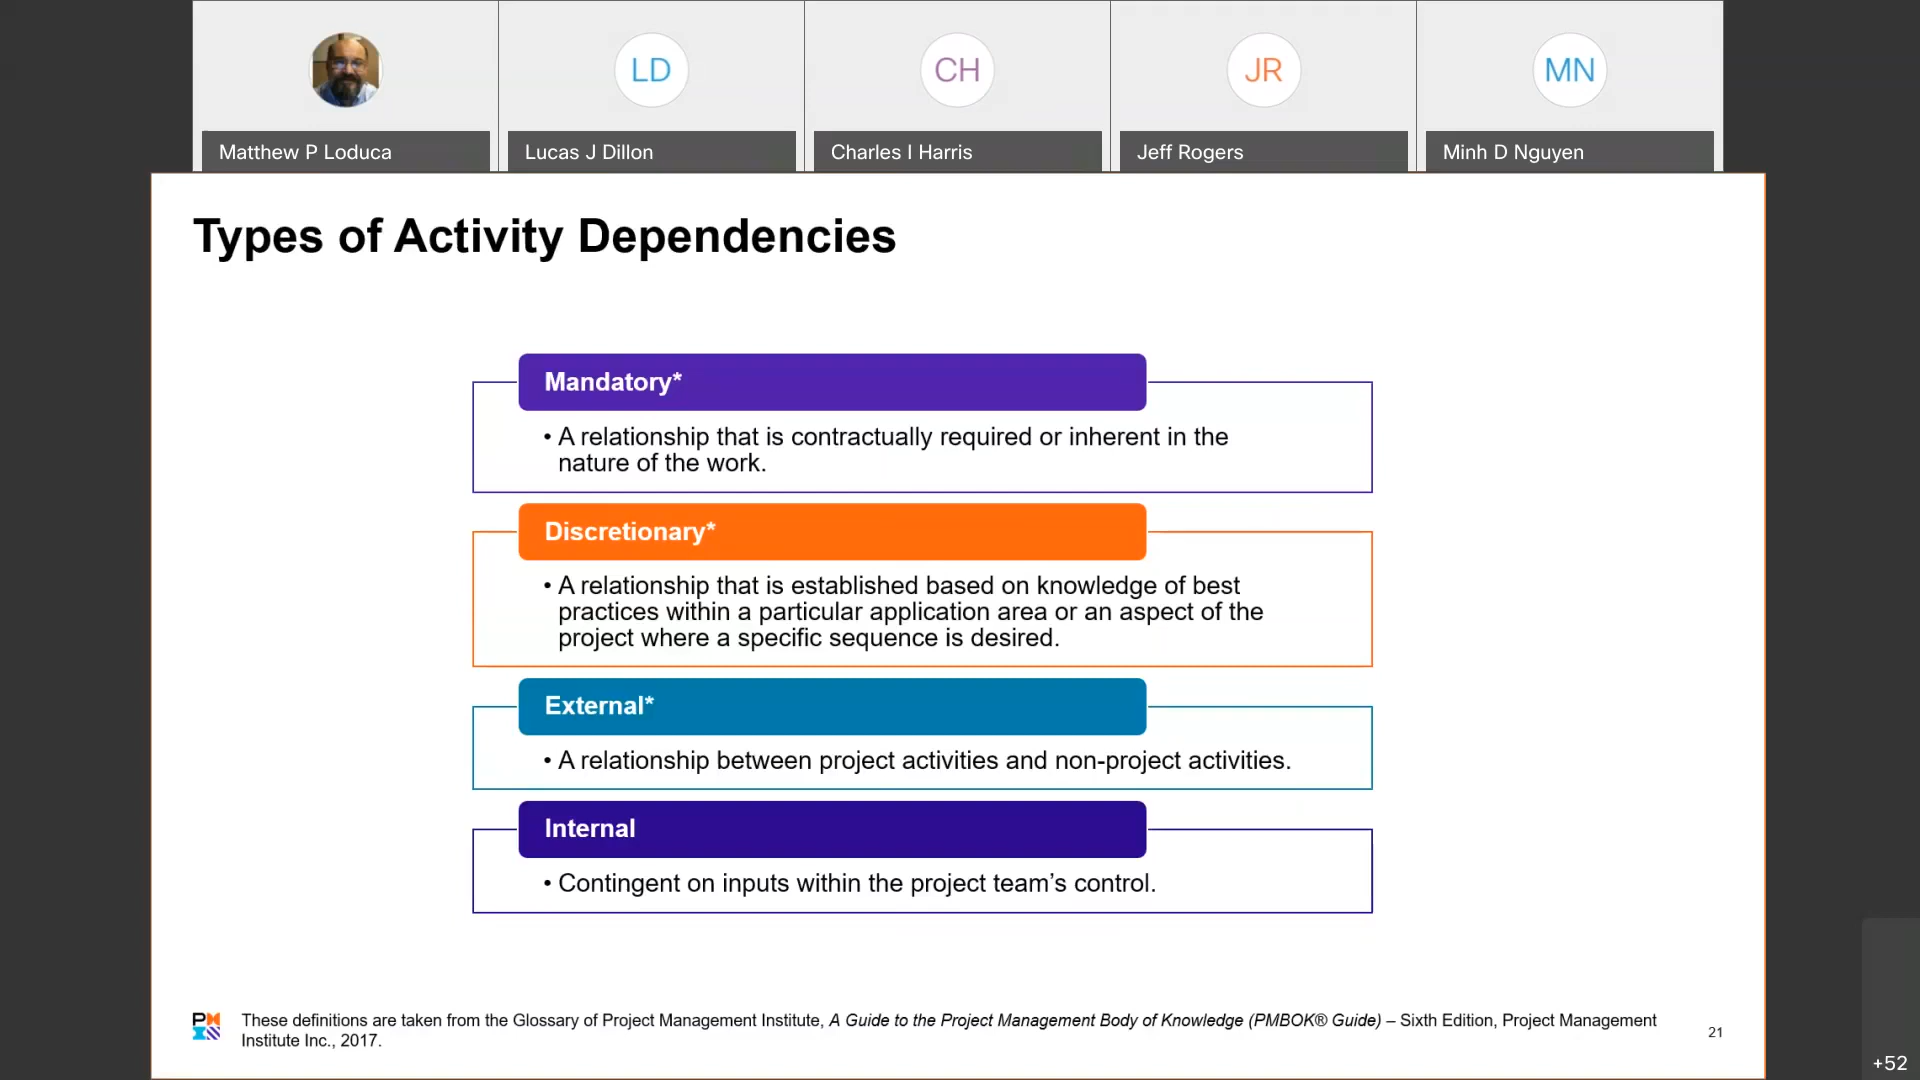 LD
CH
JR
MN
Matthew P Loduca
Lucas J Dillon
Charles I Harris
Jeff Rogers
Minh D Nguyen
Types of Activity Dependencies
Mandatory*
• A relationship that is contractually required or inherent in the
nature of the work.
Discretionary*
• A relationship that is established based on knowledge of best
practices within a particular application area or an aspect of the
project where a specific sequence is desired.
External*
• A relationship between project activities and non-project activities.
Internal
• Contingent on inputs within the project team’s control.
These definitions are taken from the Glossary of Project Management Institute, A Guide to the Project Management Body of Knowledge (PMBOK® Guide) – Sixth Edition, Project Management
Institute Inc., 2017.
21
+52